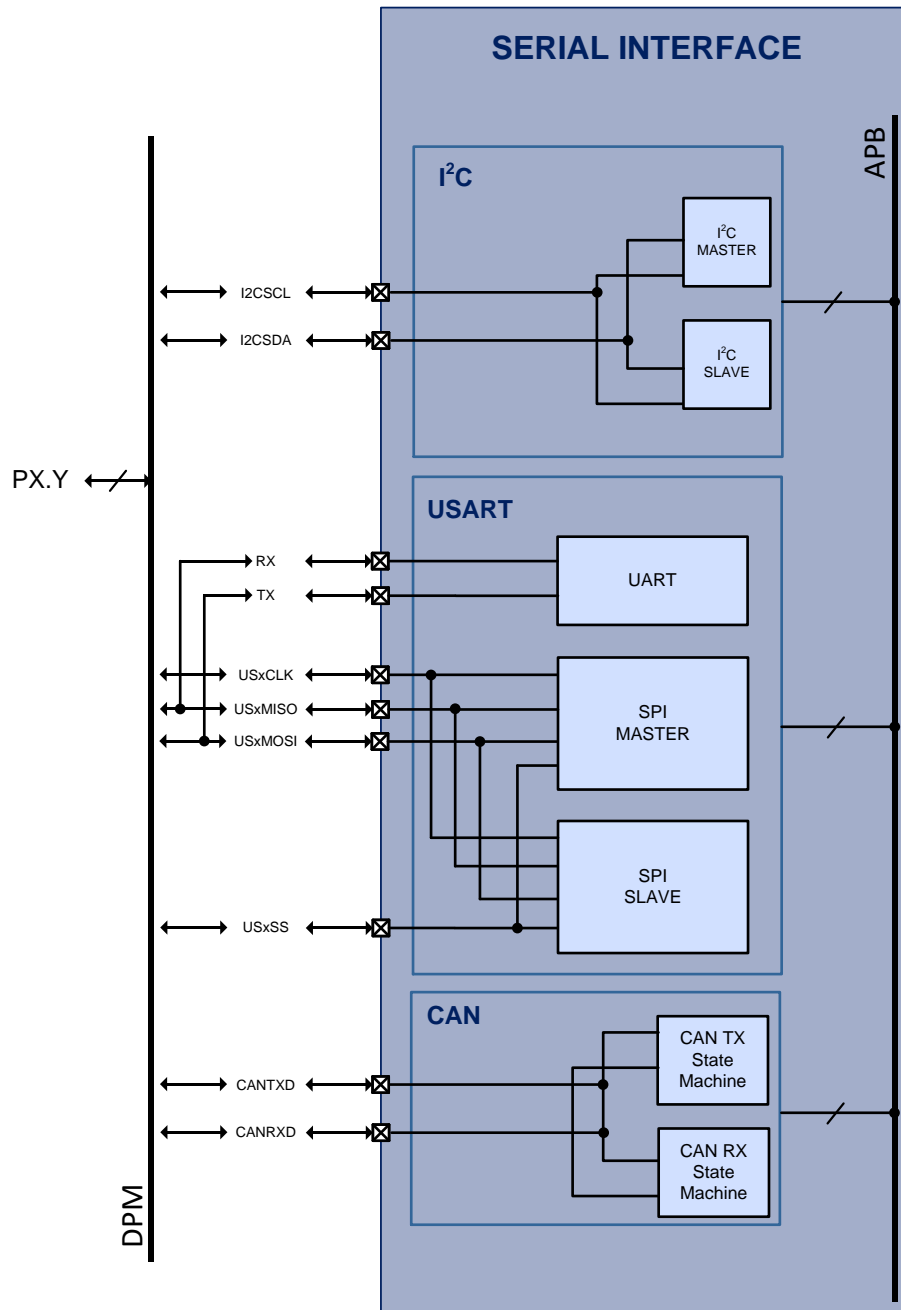 SERIAL INTERFACE
APB
I²C
I²C
MASTER
I2CSCL
I2CSDA
I²C
SLAVE
PX.Y
USART
RX
TX
UART
USxCLK
USxMISO
USxMOSI
SPI
MASTER
SPI
SLAVE
USxSS
CAN
CAN TX
State
Machine
CANTXD
CANRXD
CAN RX
State
Machine
DPM